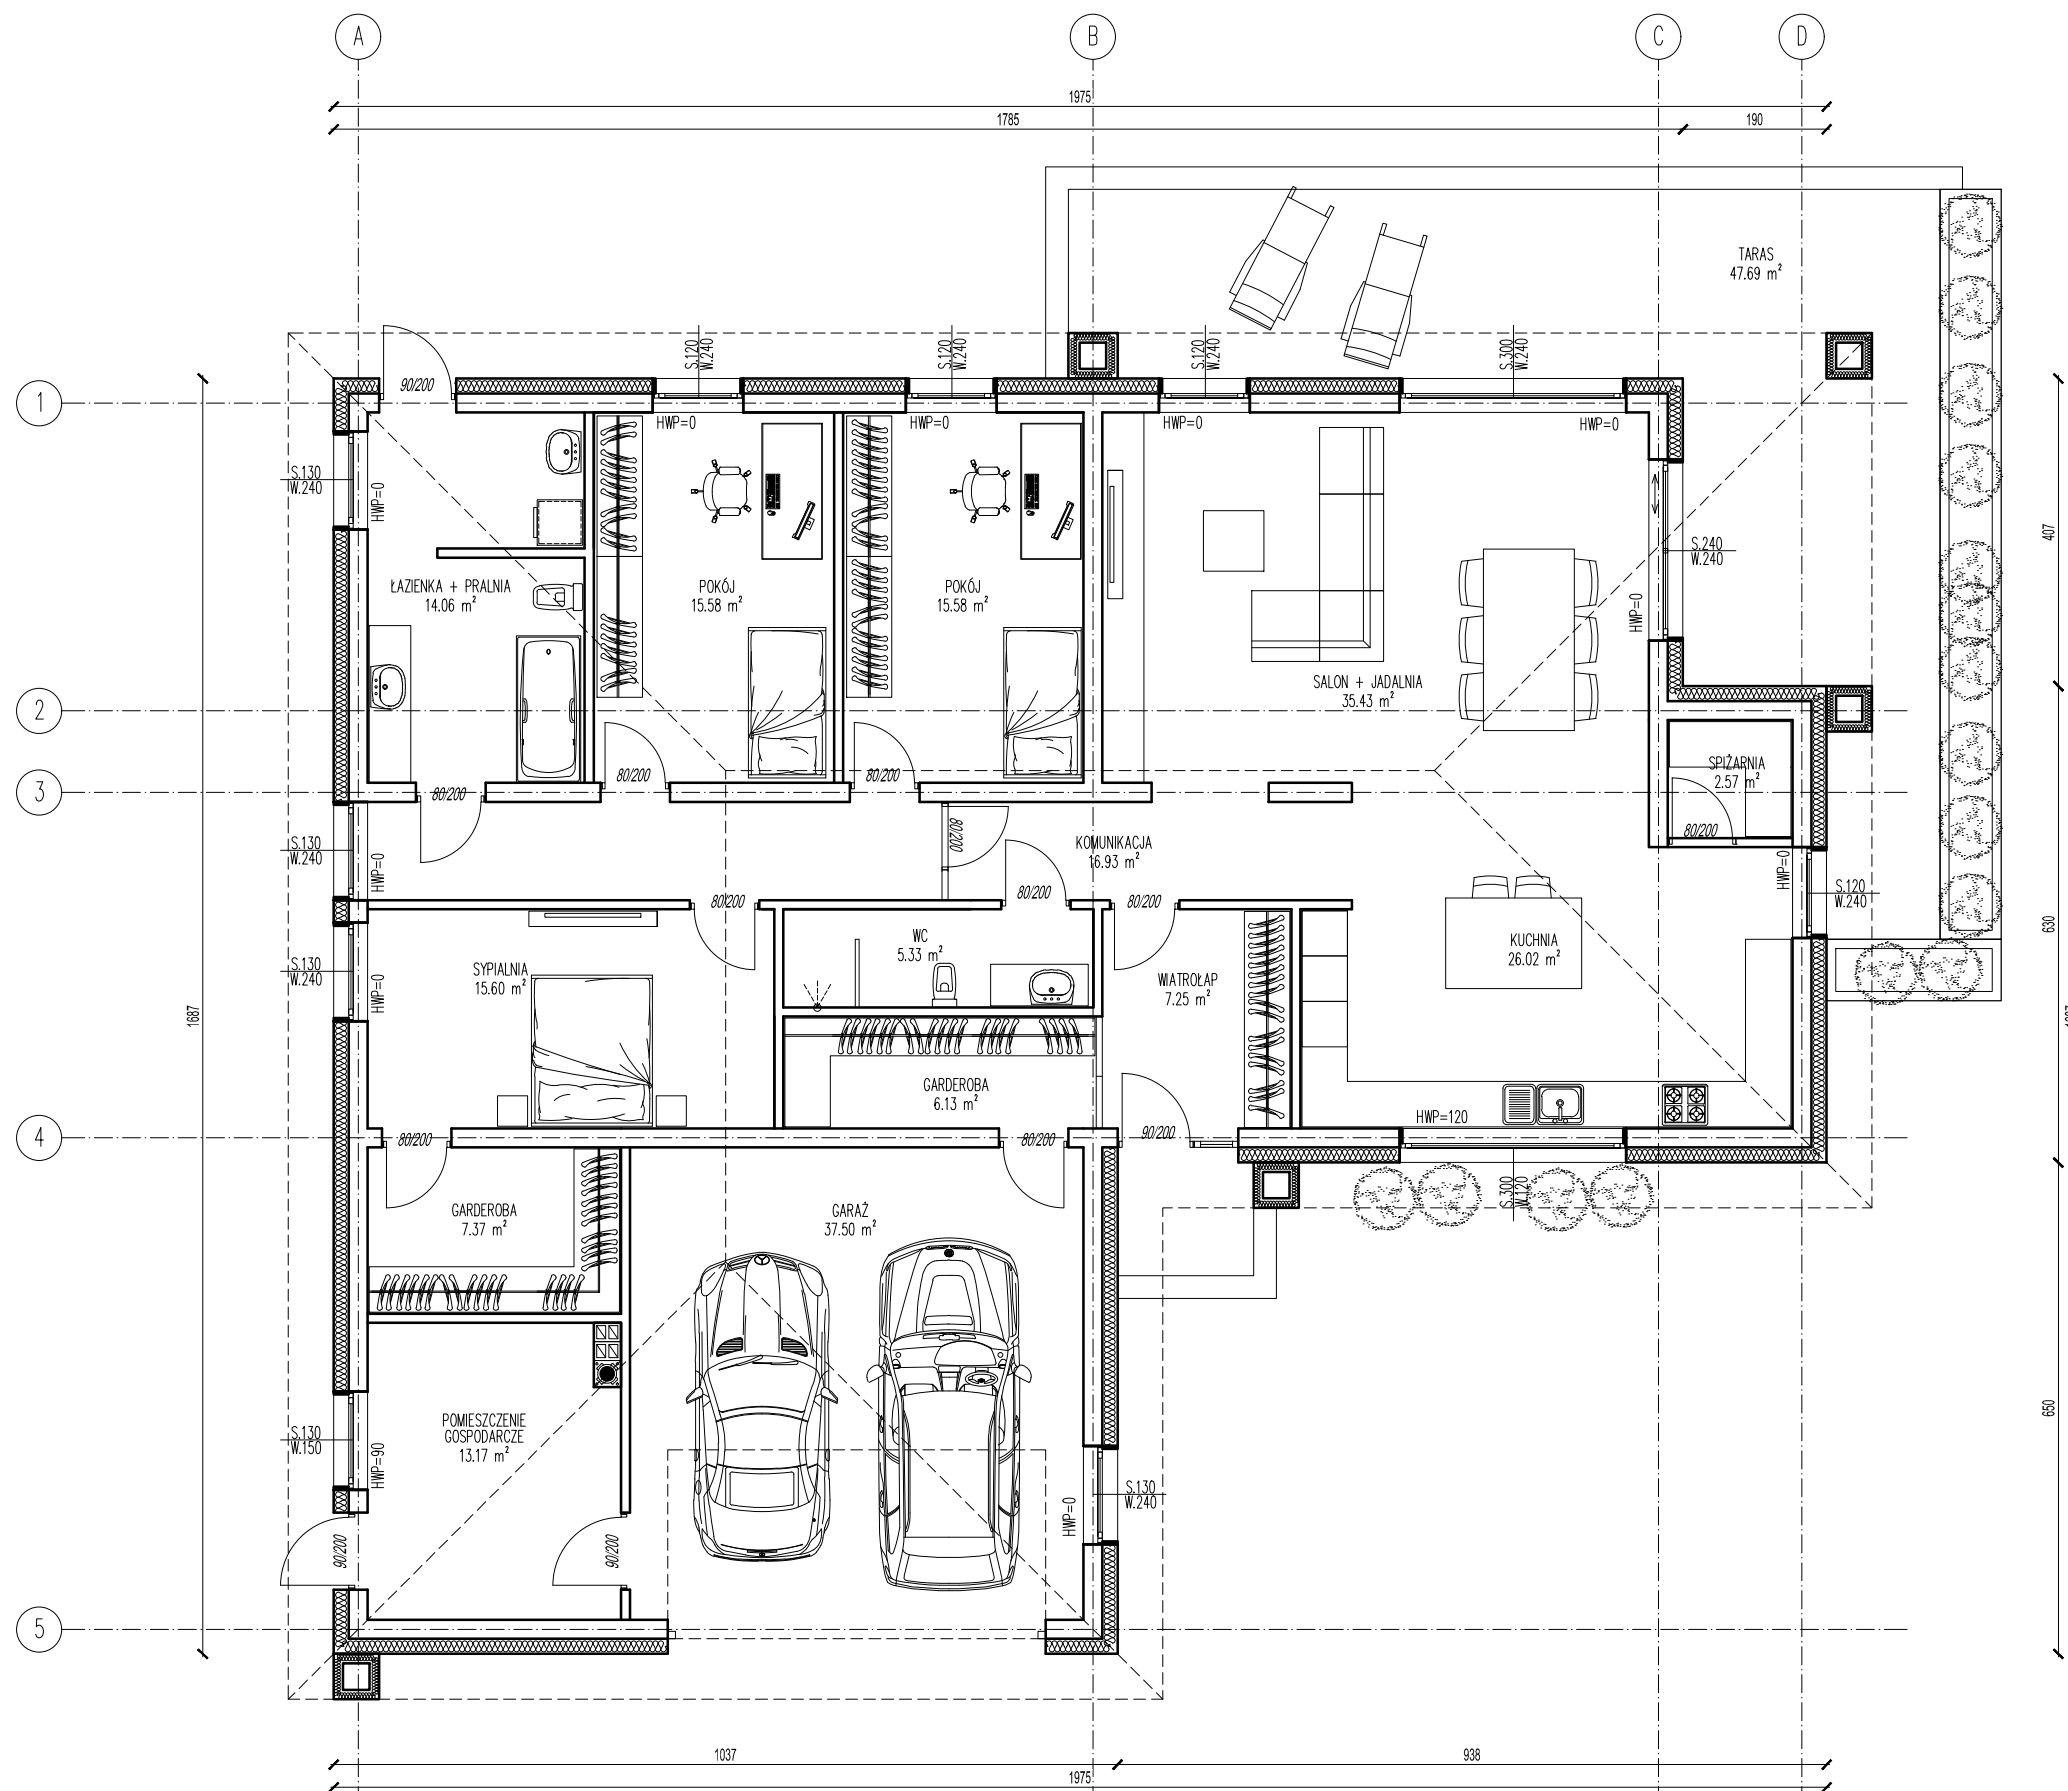 A
B
C
D
1975
1785
190
TARAS
47.69 m²
1
2
3
4
5
90/200
S.120
W.240
S.120
W.240
S.120
W.240
S.300
W.240
HWP=0
HWP=0
HWP=0
HWP=0
S.130
W.240
HWP=0
407
S.240
W.240
HWP=0
ŁAZIENKA + PRALNIA
14.06 m²
POKÓJ
15.58 m²
POKÓJ
15.58 m²
SALON + JADALNIA
35.43 m²
SPIŻARNIA
2.57 m²
80/200
80/200
80/200
80/200
80/200
S.130
W.240
HWP=0
KOMUNIKACJA
16.93 m²
HWP=0
S.120
W.240
80/200
80/200
80/200
630
WC
5.33 m²
KUCHNIA
26.02 m²
SYPIALNIA
15.60 m²
S.130
W.240
HWP=0
WIATROŁAP
7.25 m²
1687
GARDEROBA
6.13 m²
HWP=120
80/200
80/200
90/200
S.300
W.120
GARDEROBA
7.37 m²
GARAŻ
37.50 m²
650
POMIESZCZENIE
GOSPODARCZE
13.17 m²
S.130
W.150
HWP=90
S.130
W.240
HWP=0
90/200
90/200
1037
938
1975